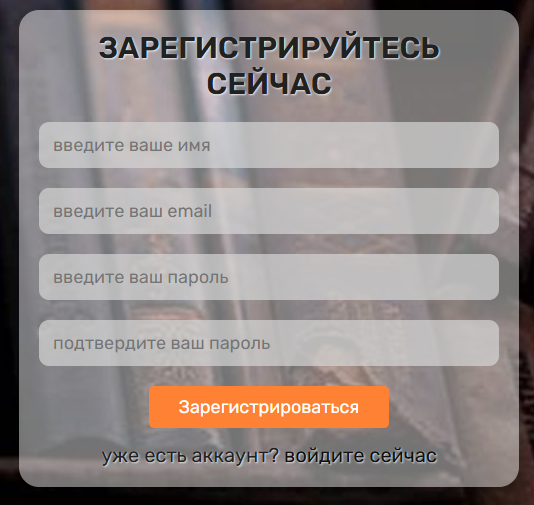 ЗАРЕГИСТРИРУЙТЕСЬ
СЕЙЧАС
введите ваше имя
введите ваш email
введите ваш пароль
подтвердите ваш пароль
Зарегистрироваться
уже есть аккаунт? войдите сейчас